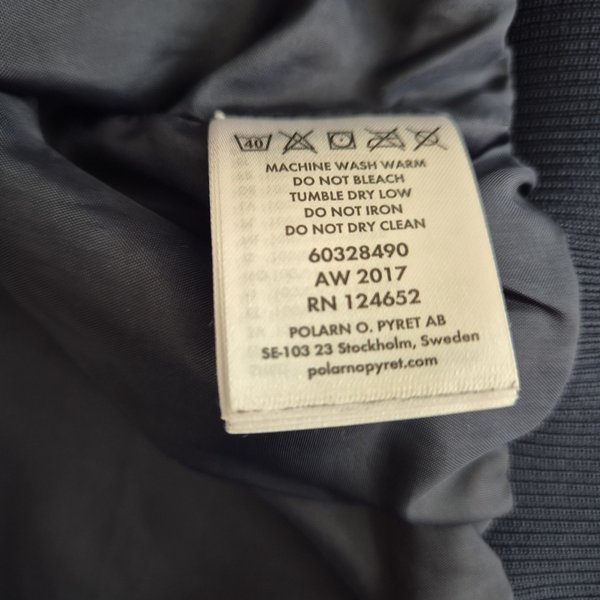 40
MACHINE WASH WARM
DO NOT BLEACH
TUMBLE DRY LOW
DO NOT IRON
DO NOT DRY CLEAN
60328490
AW 2017
RN 124652
POLARN O. PYRET AB
SE-103 23 Stockholm, Sweden
polarnopyret.com